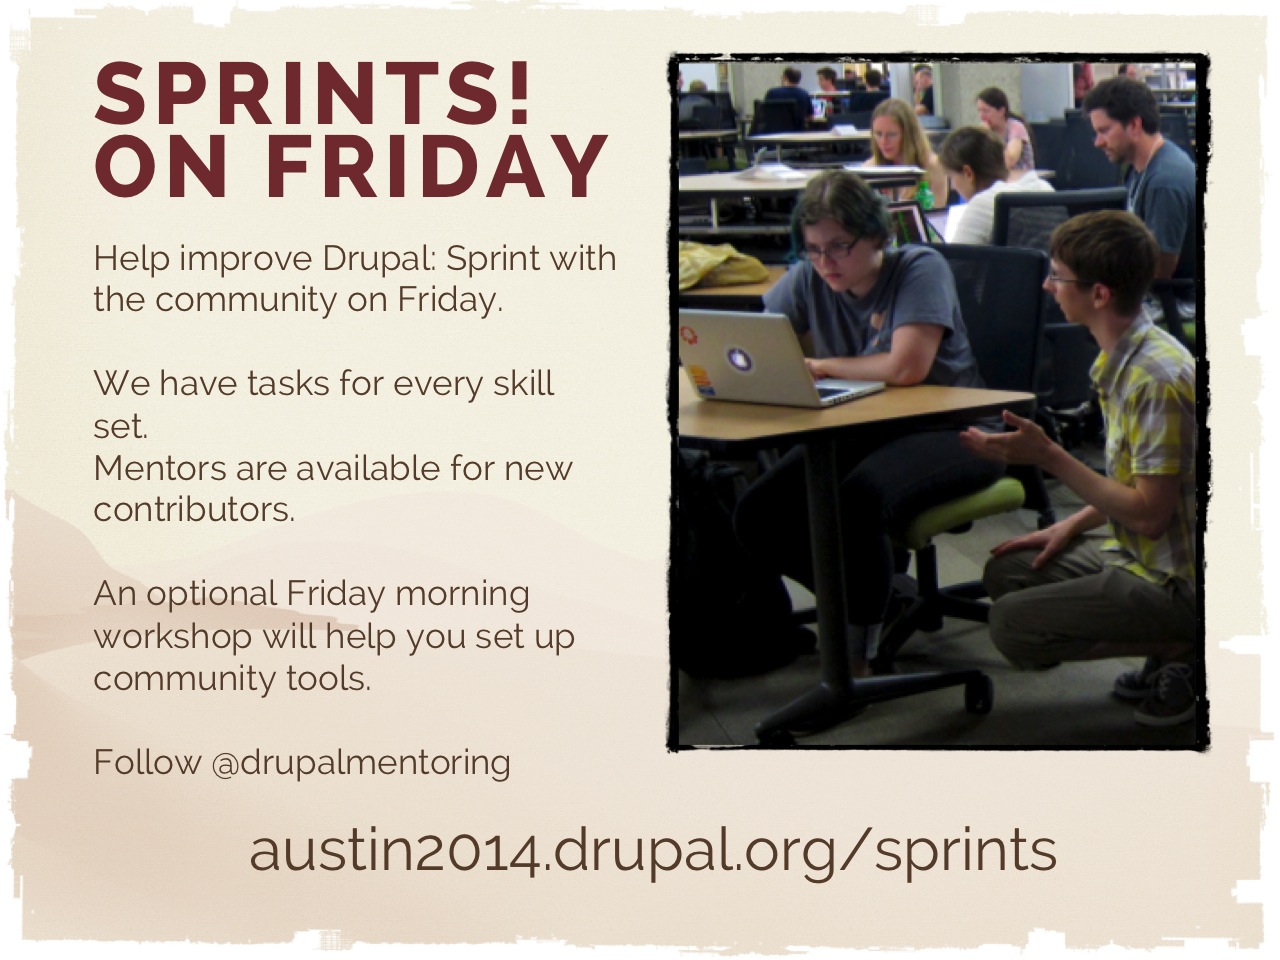 SPRINTS!
ON FRIDAY
Help improve Drupal: Sprint with
the community on Friday.
We have tasks for every skill
set.
Mentors are available for new
contributors.
An optional Friday morning
workshop will help you set up
community tools.
Follow @drupalmentoring
austin2014.drupal.org/sprints